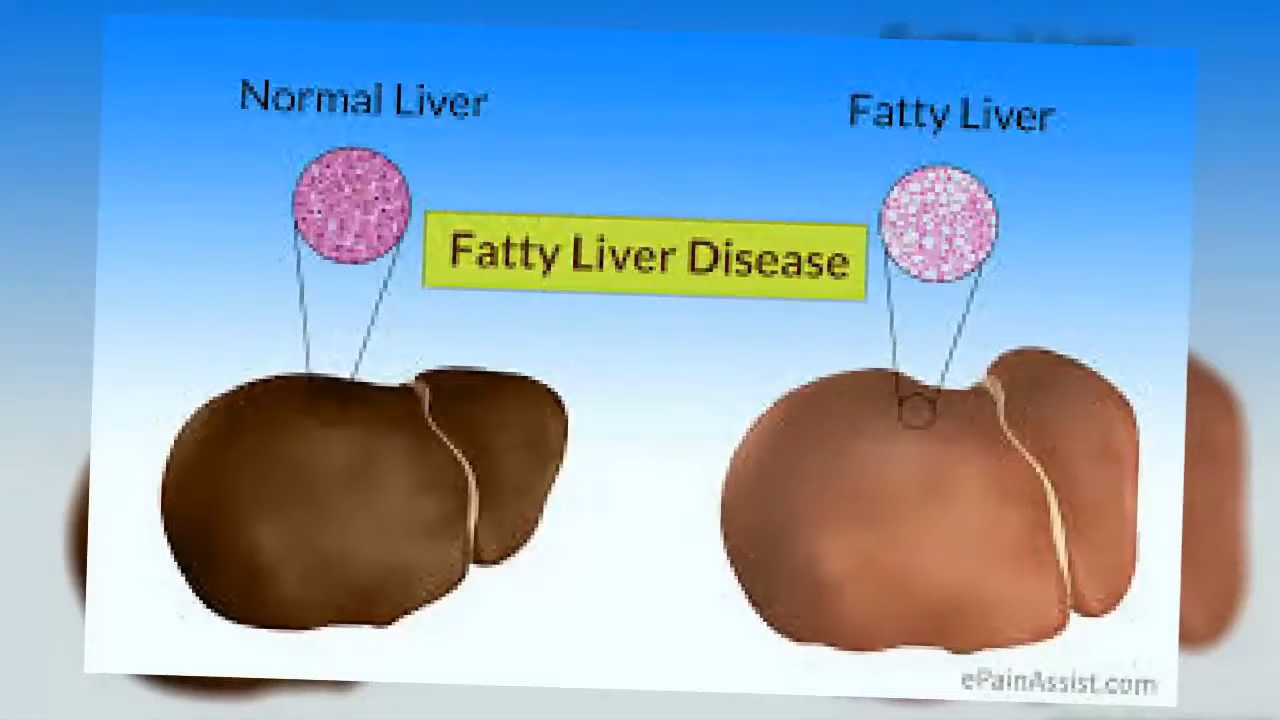 Normal Liver
Fatty Liver
Fatty Liver Disease
ePainAssist.com